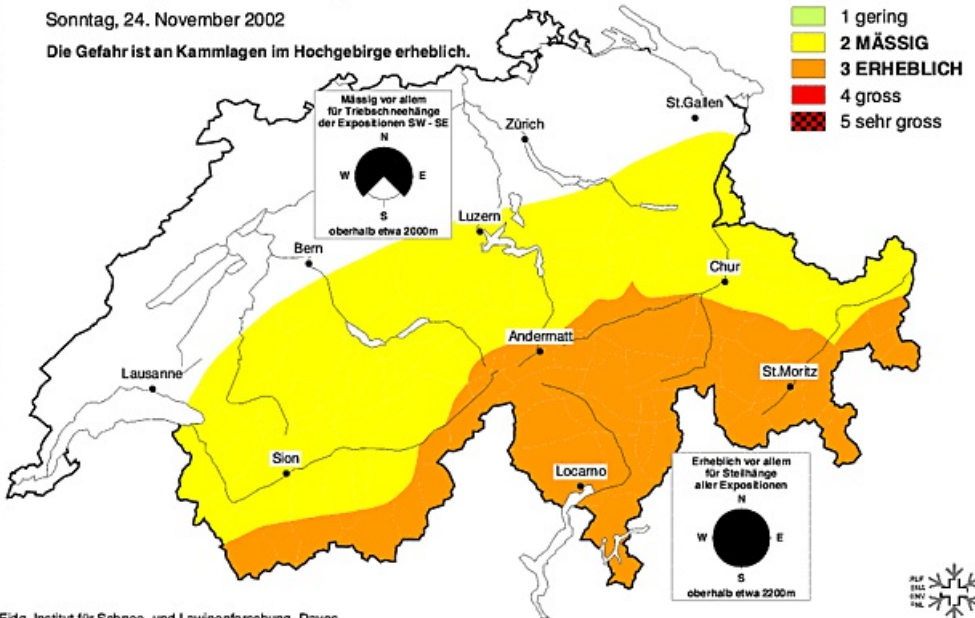 Sonntag, 24. November 2002
Die Gefahr ist an Kammlagen im Hochgebirge erheblich.
1 gering
2 MÄSSIG
3 ERHEBLICH
4 gross
5 sehr gross
Mässig vor allem
für Triebschneehänge
der Expositionen SW - SE
N
W E
S
oberhalb etwa 2000m
St.Gallen
Zürich
Luzern
Bern
Chur
Andermatt
Lausanne
St.Moritz
Sion
Locarno
Erheblich vor allem
für Steilhänge
aller Expositionen
N
W E
S
oberhalb etwa 2200m
SLF
ENV
Eidg. Institut für Schnee- und Lawinenforschung, Davos